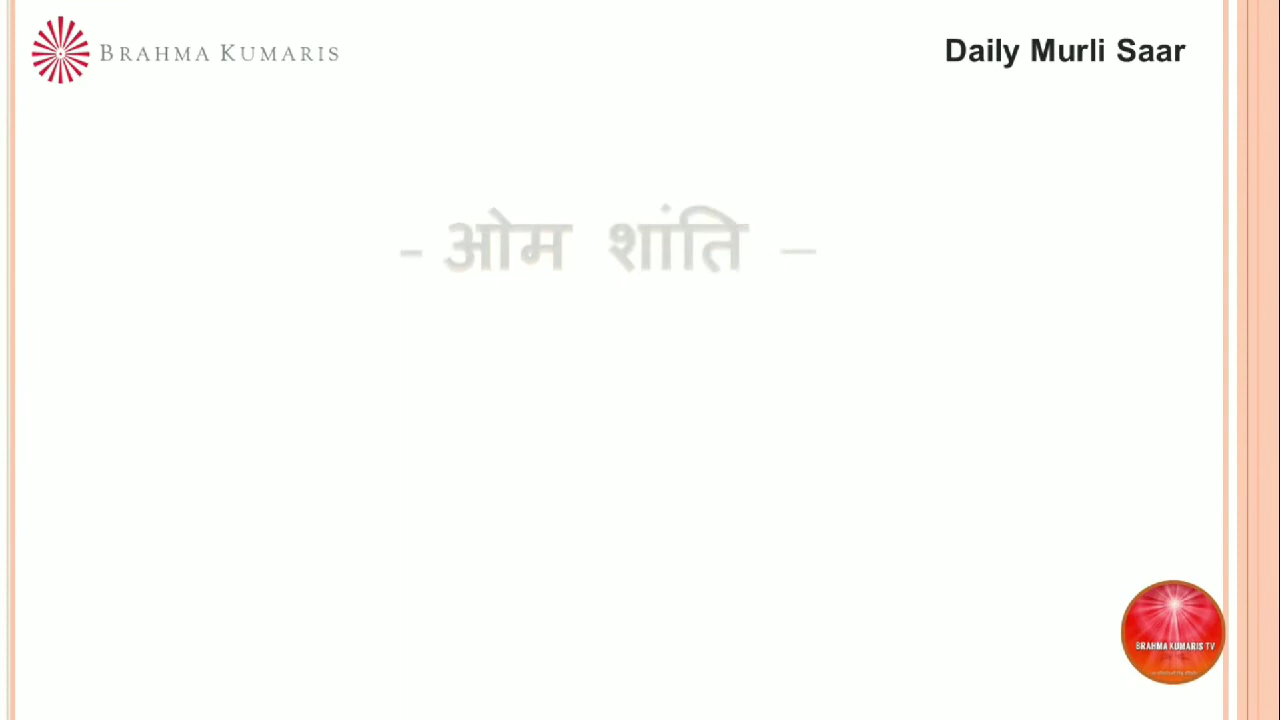 BRAHMA KUMARIS
Daily Murli Saar
- ओम शांति –
BRAHMA KUMARIS TV